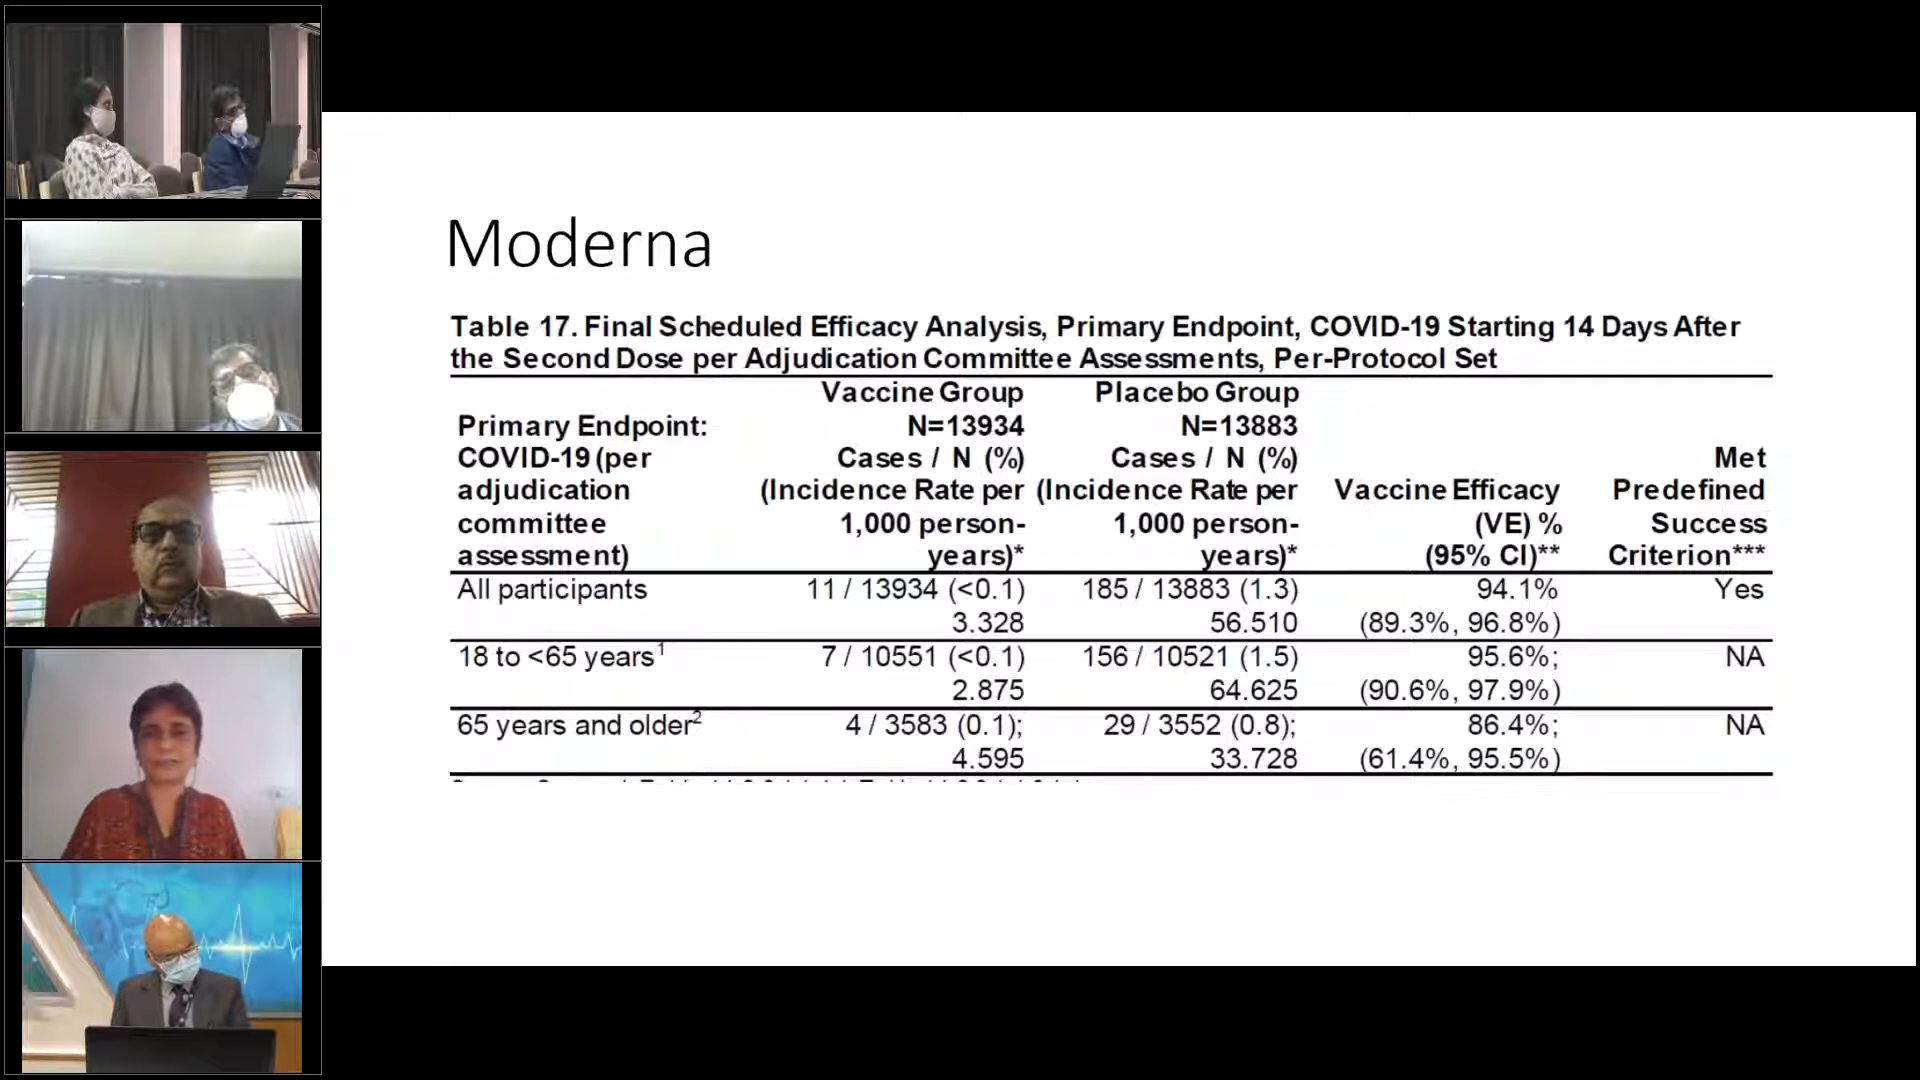 Moderna
Table 17. Final Scheduled Efficacy Analysis, Primary Endpoint, COVID-19 Starting 14 Days After
the Second Dose per Adjudication Committee Assessments, Per-Protocol Set
Primary Endpoint:
COVID-19 (per
adjudication
committee
assessment)
Vaccine Group
N=13934
Cases / N (%)
(Incidence Rate per
1,000 person-
years)*
Placebo Group
N=13883
Cases / N (%)
(Incidence Rate per
1,000 person-
years)*
Vaccine Efficacy
(VE) %
(95% CI)**
Met
Predefined
Success
Criterion***
All participants 11 / 13934 (<0.1) 185 / 13883 (1.3) 94.1% Yes
3.328 56.510 (89.3%, 96.8%)
18 to <65 years¹ 7 / 10551 (<0.1) 156 / 10521 (1.5) 95.6%; NA
2.875 64.625 (90.6%, 97.9%)
65 years and older² 4 / 3583 (0.1); 29 / 3552 (0.8); 86.4%; NA
4.595 33.728 (61.4%, 95.5%)